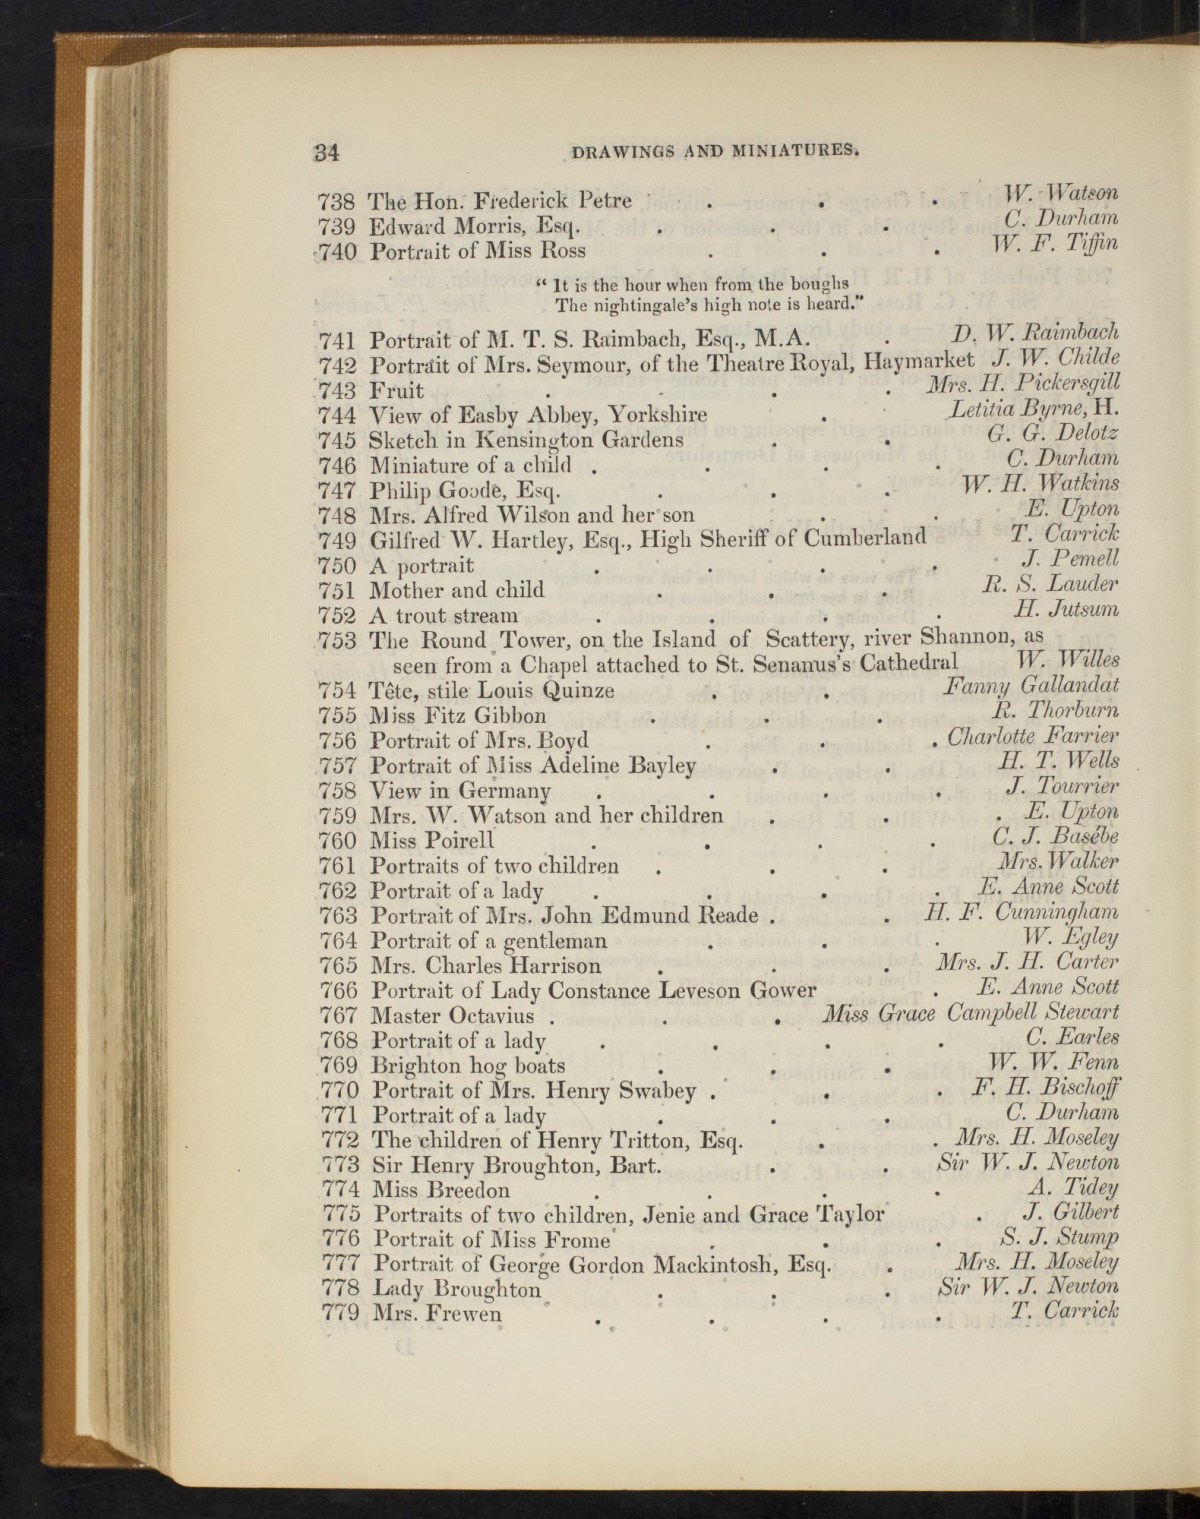 34 DRAWINGS AND MINIATURES.
738 The Hon. Frederick Petre . . . W. Watson
739 Edward Morris, Esq. . . . C. Durham
740 Portrait of Miss Ross . . . W. F. Tiffin
“ It is the hour when from the boughs
The nightingale’s high note is heard.”
741 Portrait of M. T. S. Raimbach, Esq., M.A. . D. W. Raimbach
742 Portrait of Mrs. Seymour, of the Theatre Royal, Haymarket J. W. Childe
743 Fruit . . . . Mrs. H. Pickersgill
744 View of Easby Abbey, Yorkshire . Letitia Byrne, H.
745 Sketch in Kensington Gardens . . G. G. Delotz
746 Miniature of a child . . . . C. Durham
747 Philip Goode, Esq. . . . W. H. Watkins
748 Mrs. Alfred Wilson and her son . . E. Upton
749 Gilfred W. Hartley, Esq., High Sheriff of Cumberland T. Carrick
750 A portrait . . . . J. Pemell
751 Mother and child . . . R. S. Lauder
752 A trout stream . . . . H. Jutsum
753 The Round Tower, on the Island of Scattery, river Shannon, as
seen from a Chapel attached to St. Senanus’s Cathedral W. Willes
754 Tête, stile Louis Quinze . . Fanny Gallandat
755 Miss Fitz Gibbon . . . R. Thorburn
756 Portrait of Mrs. Boyd . . . Charlotte Farrier
757 Portrait of Miss Adeline Bayley . . H. T. Wells
758 View in Germany . . . . J. Tourrier
759 Mrs. W. Watson and her children . . . E. Upton
760 Miss Poirell . . . . C. J. Basébe
761 Portraits of two children . . . Mrs. Walker
762 Portrait of a lady . . . . E. Anne Scott
763 Portrait of Mrs. John Edmund Reade . . H. F. Cunningham
764 Portrait of a gentleman . . . W. Egley
765 Mrs. Charles Harrison . . . Mrs. J. H. Carter
766 Portrait of Lady Constance Leveson Gower . E. Anne Scott
767 Master Octavius . . . Miss Grace Campbell Stewart
768 Portrait of a lady . . . . C. Earles
769 Brighton hog boats . . . W. W. Fenn
770 Portrait of Mrs. Henry Swabey . . . F. H. Bischoff
771 Portrait of a lady . . . C. Durham
772 The children of Henry Tritton, Esq. . . Mrs. H. Moseley
773 Sir Henry Broughton, Bart. . . Sir W. J. Newton
774 Miss Breedon . . . . A. Tidey
775 Portraits of two children, Jenie and Grace Taylor . J. Gilbert
776 Portrait of Miss Frome . . . S. J. Stump
777 Portrait of George Gordon Mackintosh, Esq. . Mrs. H. Moseley
778 Lady Broughton . . . Sir W. J. Newton
779 Mrs. Frewen . . . . T. Carrick